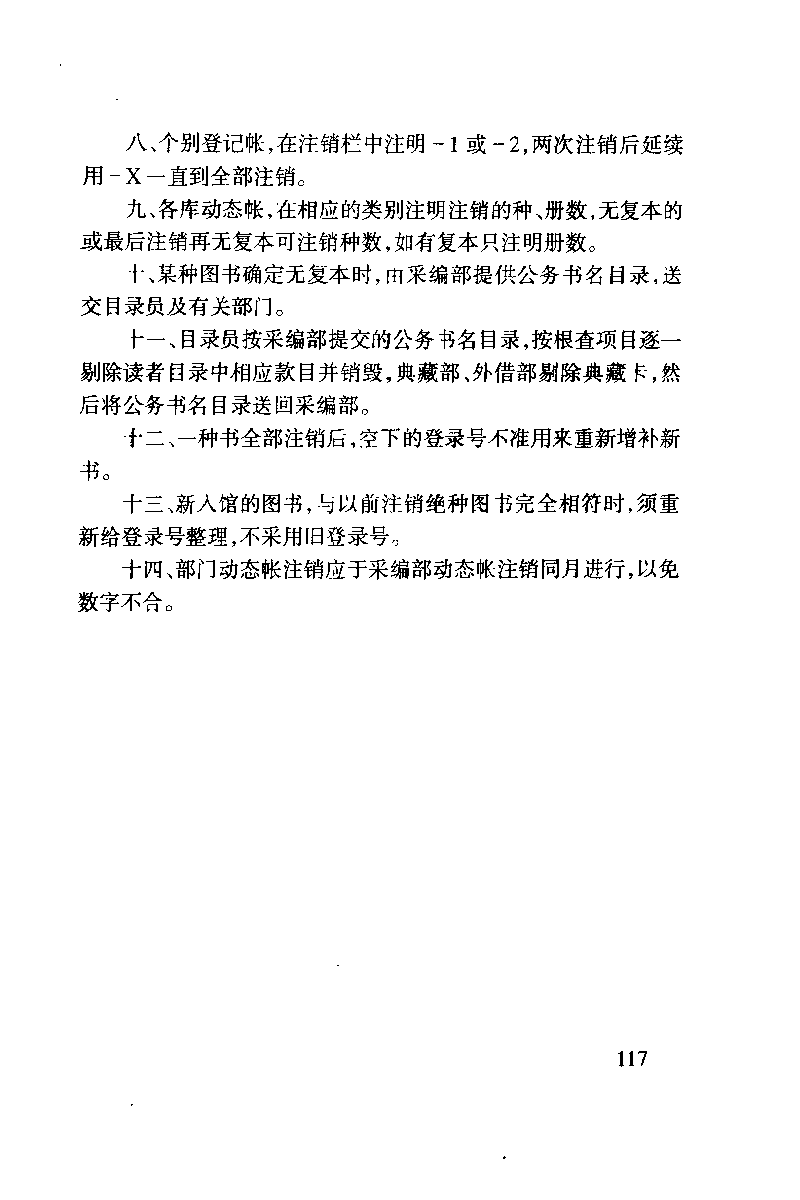 八、个别登记帐,在注销栏中注明-1或-2,两次注销后延续
用-X一直到全部注销。
九、各库动态帐,在相应的类别注明注销的种、册数,无复本的
或最后注销再无复本可注销种数,如有复本只注明册数。
十、某种图书确定无复本时,由采编部提供公务书名目录,送
交目录员及有关部门。
十一、目录员按采编部提交的公务书名目录,按根查项目逐一
剔除读者目录中相应款目并销毁,典藏部、外借部剔除典藏卡,然
后将公务书名目录送回采编部。
十二、一种书全部注销后,空下的登录号不准用来重新增补新
书。
十三、新入馆的图书,与以前注销绝种图书完全相符时,须重
新给登录号整理,不采用旧登录号。
十四、部门动态帐注销应于采编部动态帐注销同月进行,以免
数字不合。
117